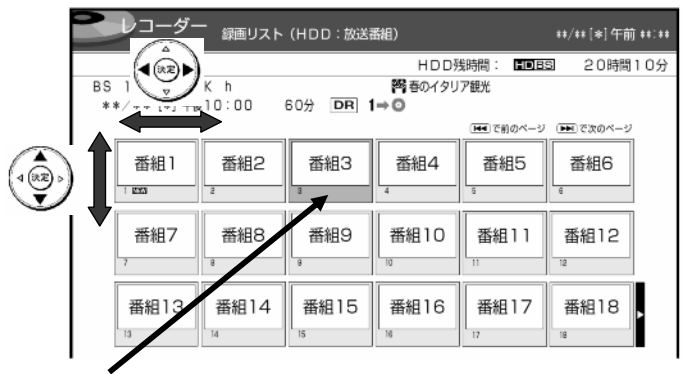 レコーダー 録画リスト（HDD：放送番組） **/**[*]午前 **:**
決定
HDD残時間： HD BS 20時間10分
BS 1 K h 春のイタリア観光
**/** [*] 午後10:00 60分 DR 1⇒
で前のページ で次のページ
決定
番組1 番組2 番組3 番組4 番組5 番組6
1 NEW 2 3 4 5 6
番組7 番組8 番組9 番組10 番組11 番組12
7 8 9 10 11 12
番組13 番組14 番組15 番組16 番組17 番組18
13 14 15 16 17 18